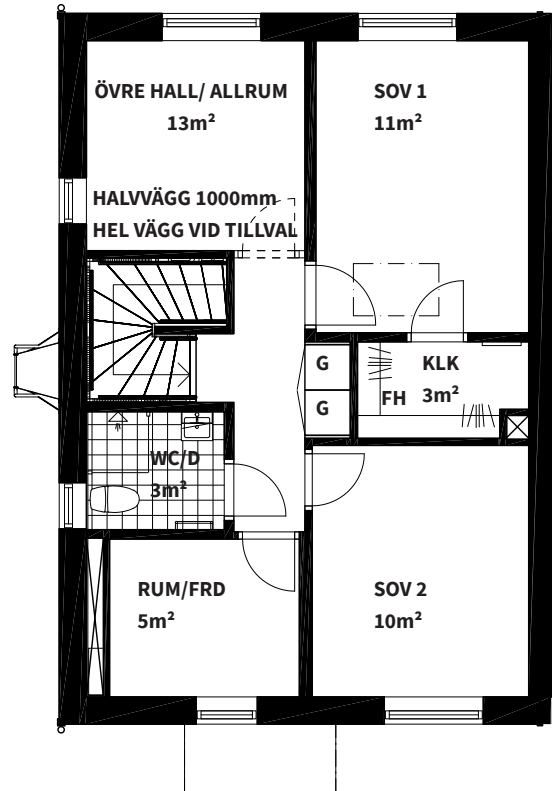 ÖVRE HALL/ ALLRUM
13m²
SOV 1
11m²
HALVVÄGG 1000mm
HEL VÄGG VID TILLVAL
G
G
FH
KLK
3m²
WC/D
3m²
RUM/FRD
5m²
SOV 2
10m²